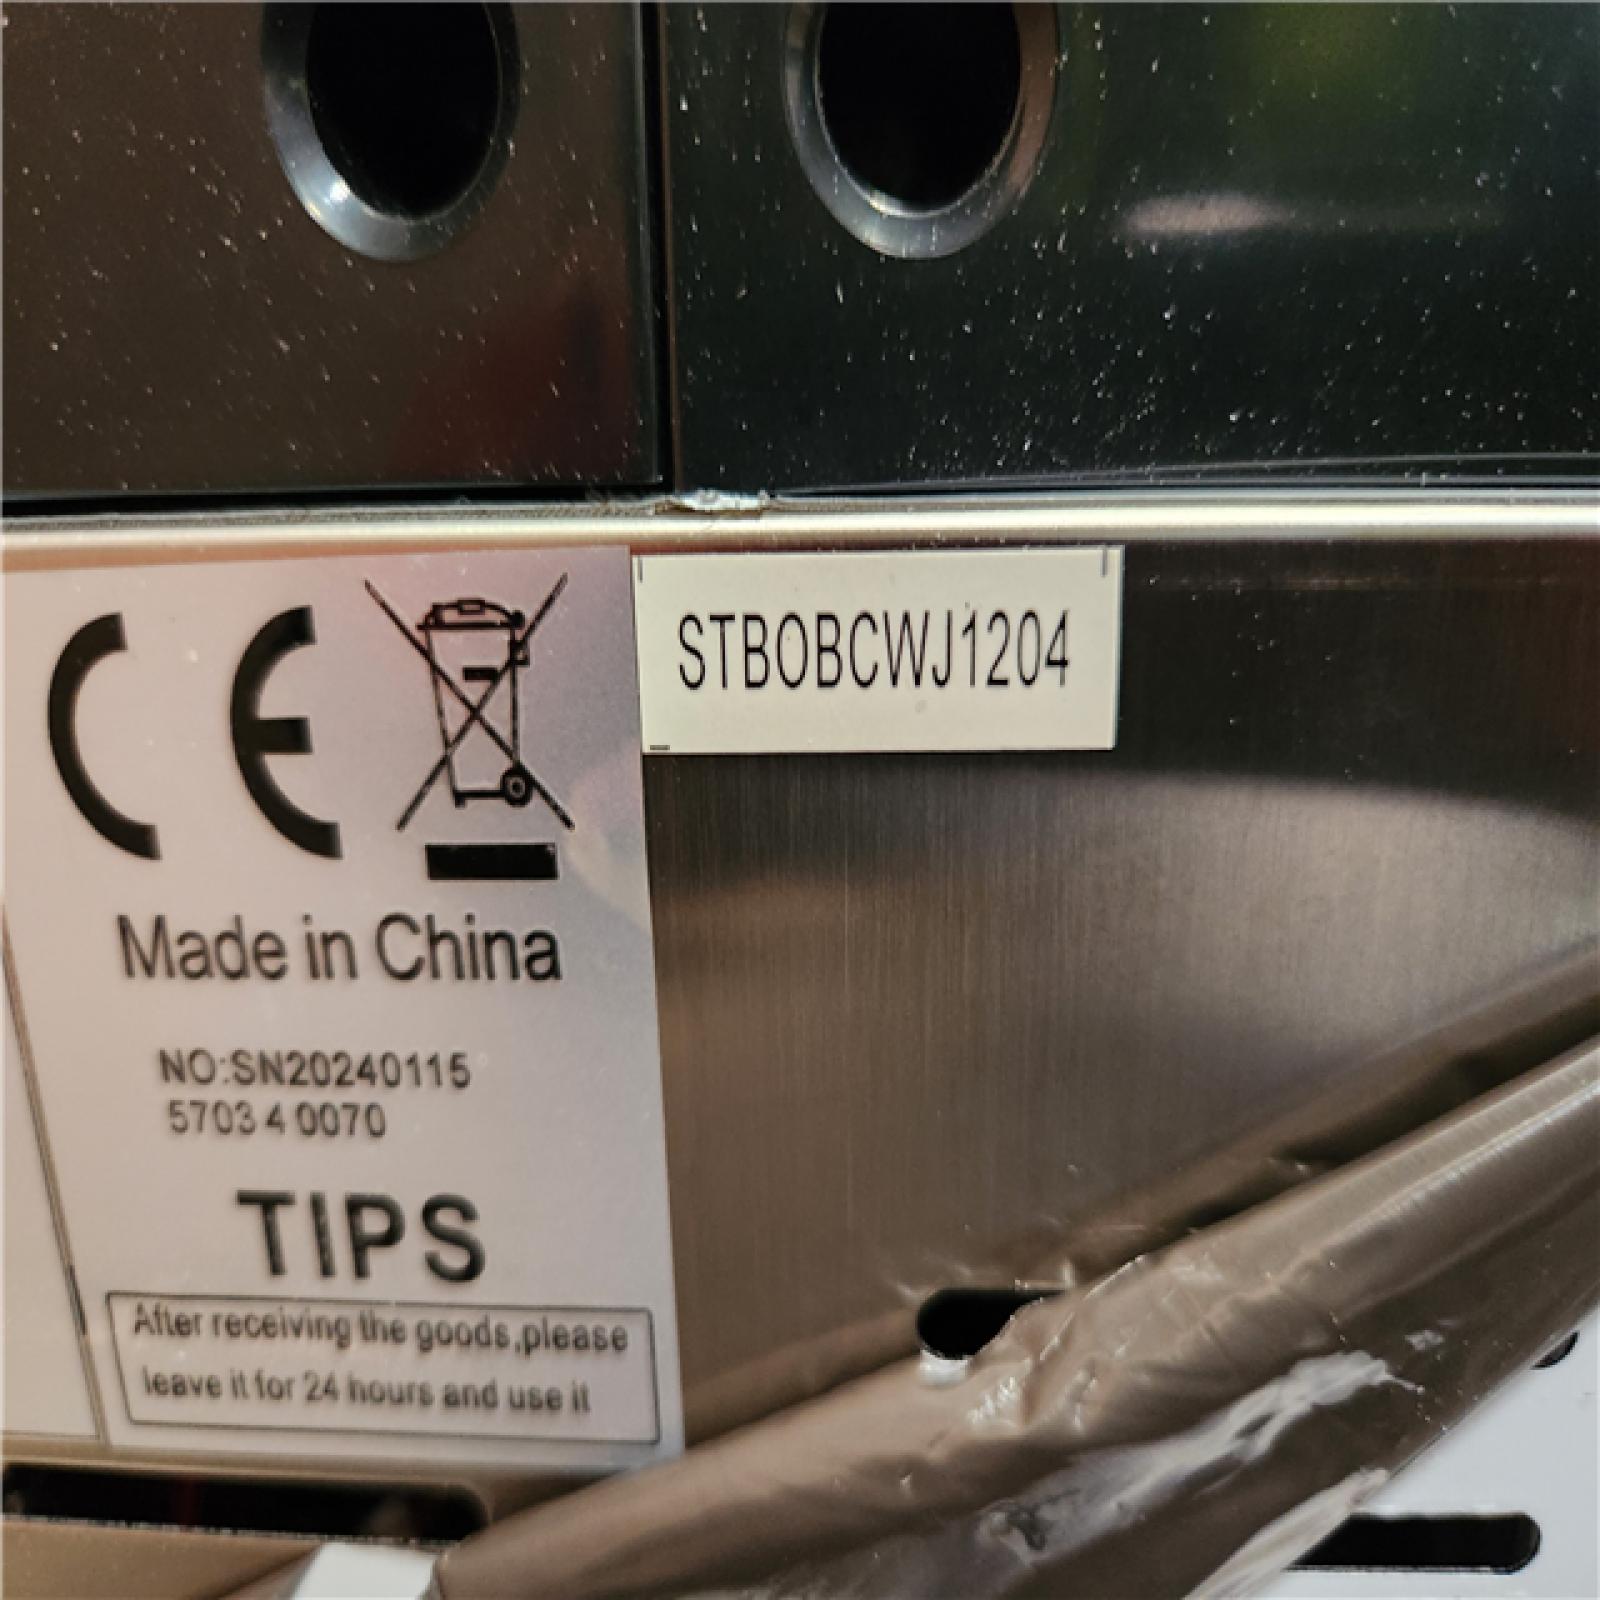 CE
STBOBCWJ1204
Made in China
NO:SN20240115
5703 4 0070
TIPS
After receiving the goods,please
leave it for 24 hours and use it